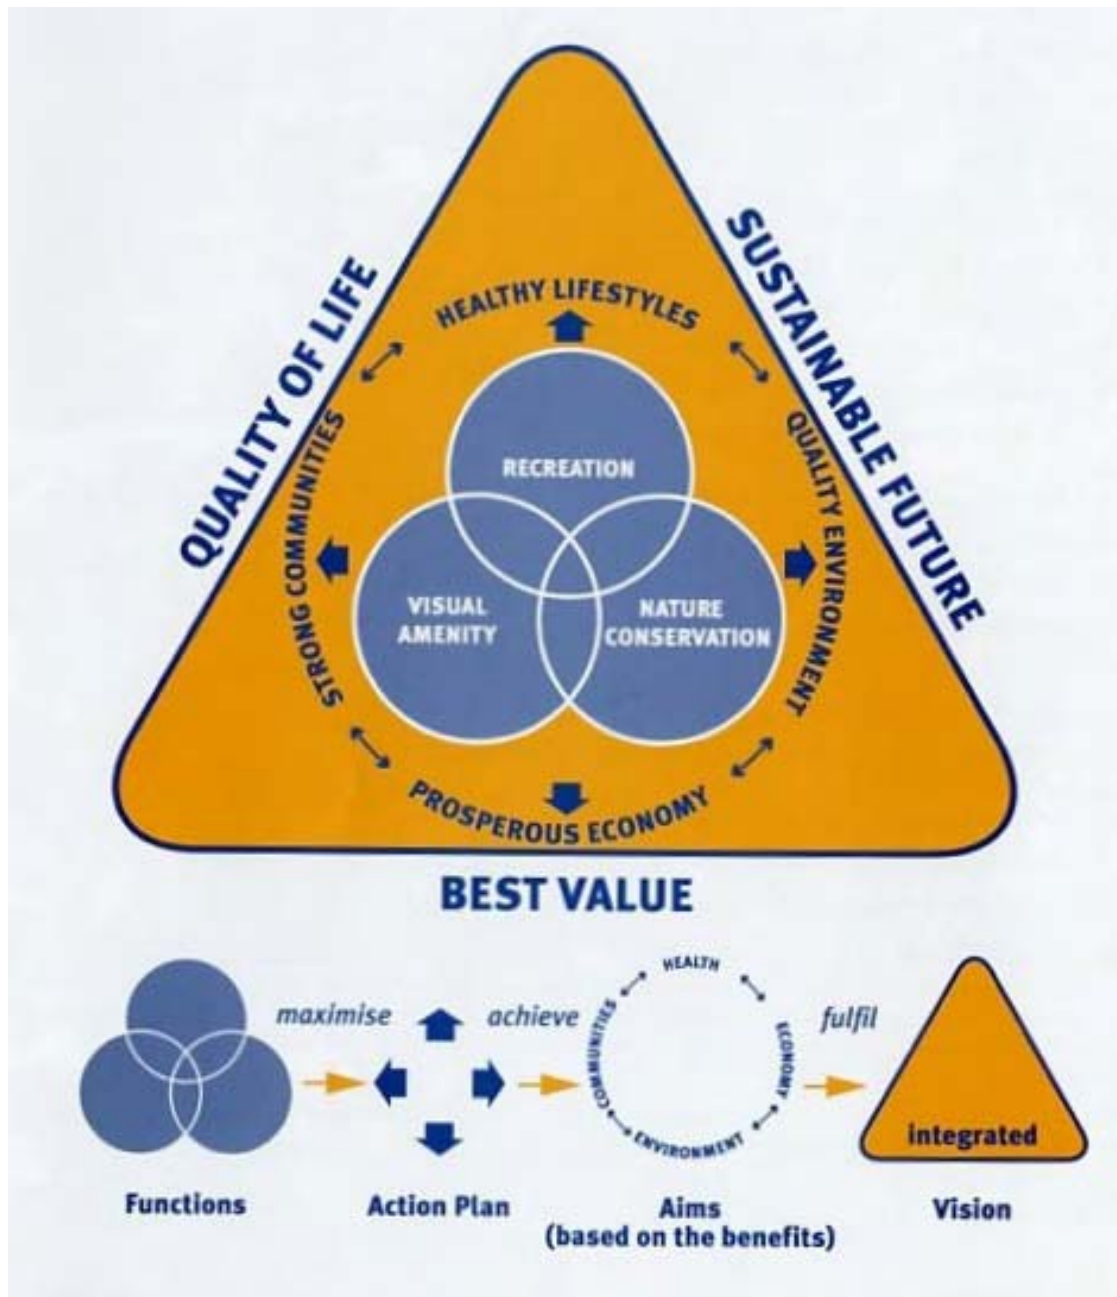 QUALITY OF LIFE
SUSTAINABLE FUTURE
HEALTHY LIFESTYLES
STRONG COMMUNITIES
QUALITY ENVIRONMENT
RECREATION
VISUAL
AMENITY
NATURE
CONSERVATION
PROSPEROUS ECONOMY
BEST VALUE
maximise
achieve
HEALTH
COMMUNITIES
ECONOMY
ENVIRONMENT
fulfil
integrated
Functions
Action Plan
Aims
(based on the benefits)
Vision